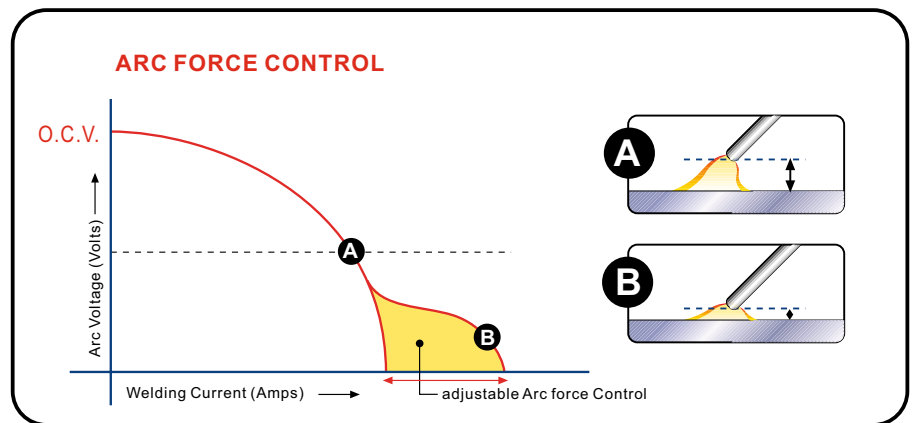 ARC FORCE CONTROL
O.C.V.
Arc Voltage (Volts)
A
B
Welding Current (Amps)
adjustable Arc force Control
A
B